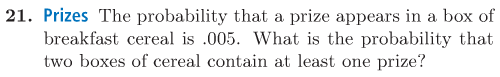 21. Prizes The probability that a prize appears in a box of
breakfast cereal is .005. What is the probability that
two boxes of cereal contain at least one prize?